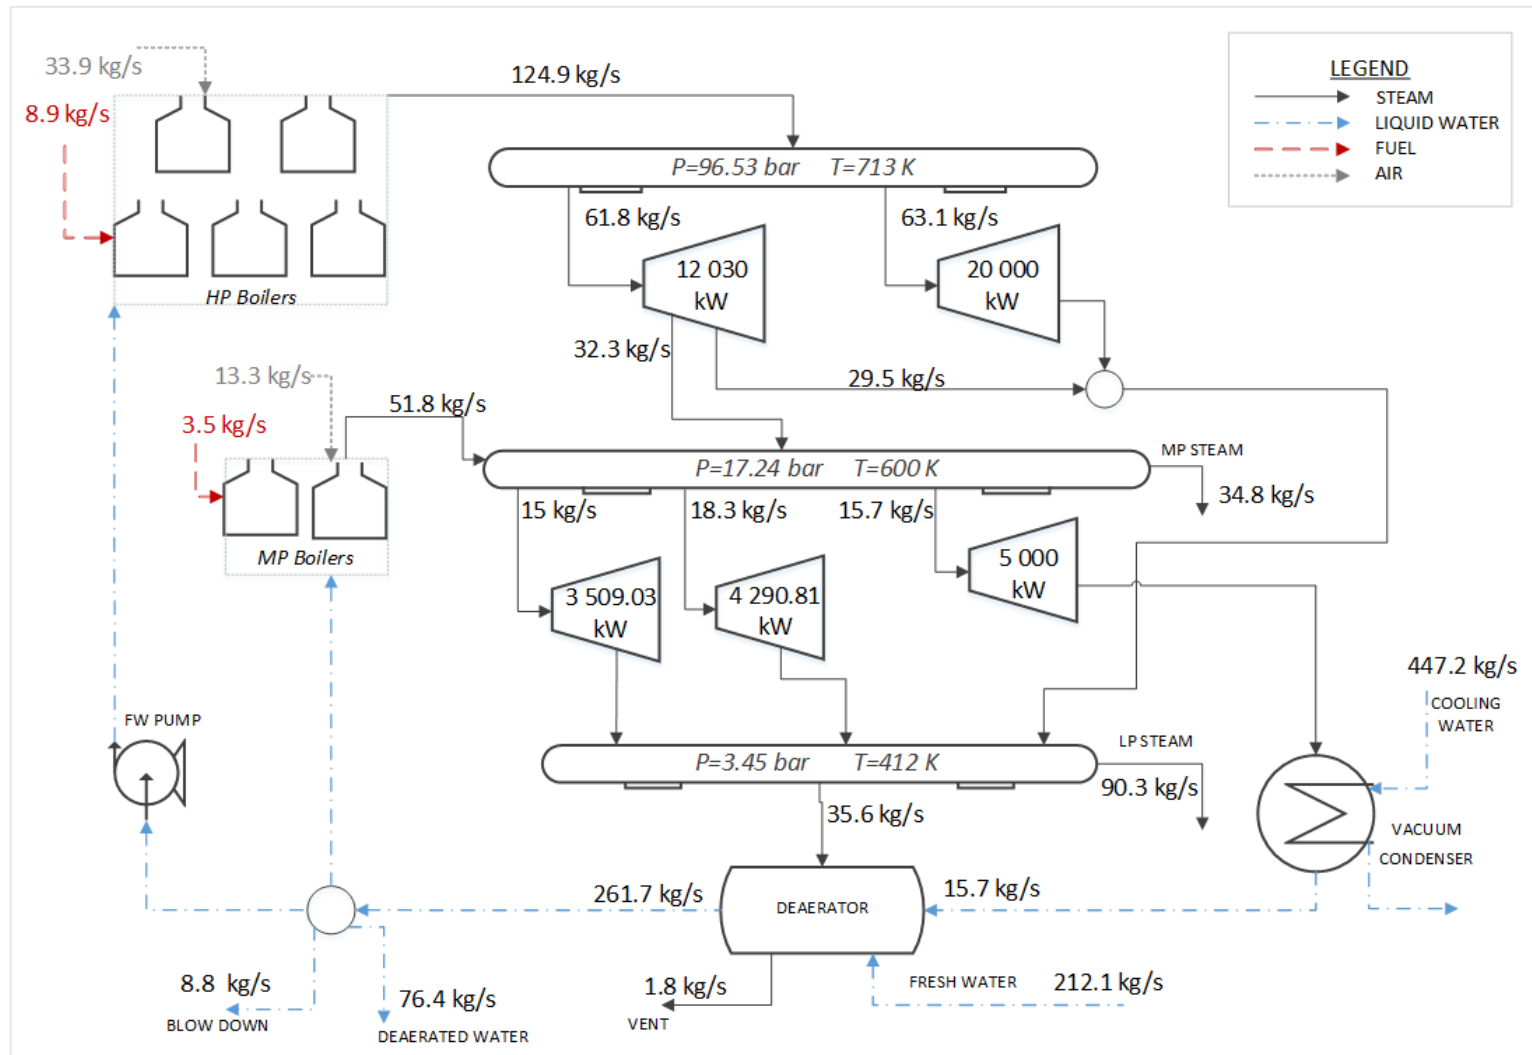 33.9 kg/s
8.9 kg/s
124.9 kg/s
LEGEND
STEAM
LIQUID WATER
FUEL
AIR
P=96.53 bar T=713 K
61.8 kg/s
63.1 kg/s
12 030
kW
20 000
kW
HP Boilers
32.3 kg/s
29.5 kg/s
13.3 kg/s
51.8 kg/s
3.5 kg/s
P=17.24 bar T=600 K
MP STEAM
34.8 kg/s
15 kg/s
18.3 kg/s
15.7 kg/s
MP Boilers
3 509.03
kW
4 290.81
kW
5 000
kW
447.2 kg/s
COOLING
WATER
FW PUMP
P=3.45 bar T=412 K
LP STEAM
90.3 kg/s
35.6 kg/s
VACUUM
CONDENSER
261.7 kg/s
DEAERATOR
15.7 kg/s
8.8 kg/s
BLOW DOWN
76.4 kg/s
DEAERATED WATER
1.8 kg/s
VENT
FRESH WATER
212.1 kg/s